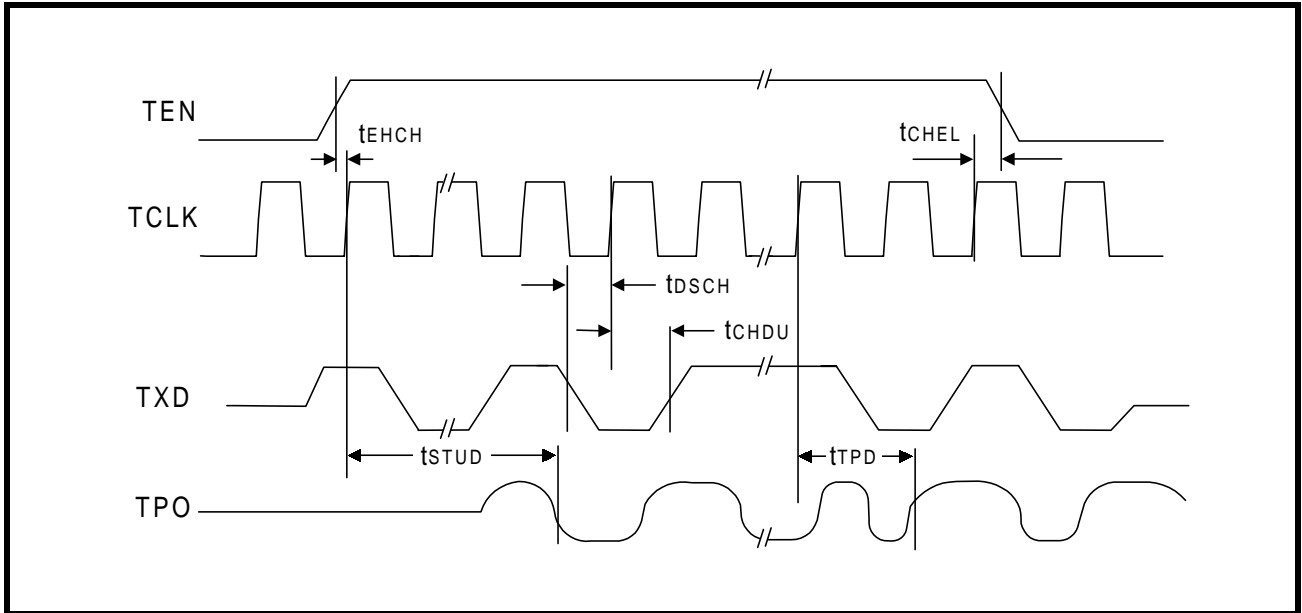 TEN
tEHCH
tCHEL
TCLK
tDSCH
tCHDU
TXD
tSTUD
tTPD
TPO